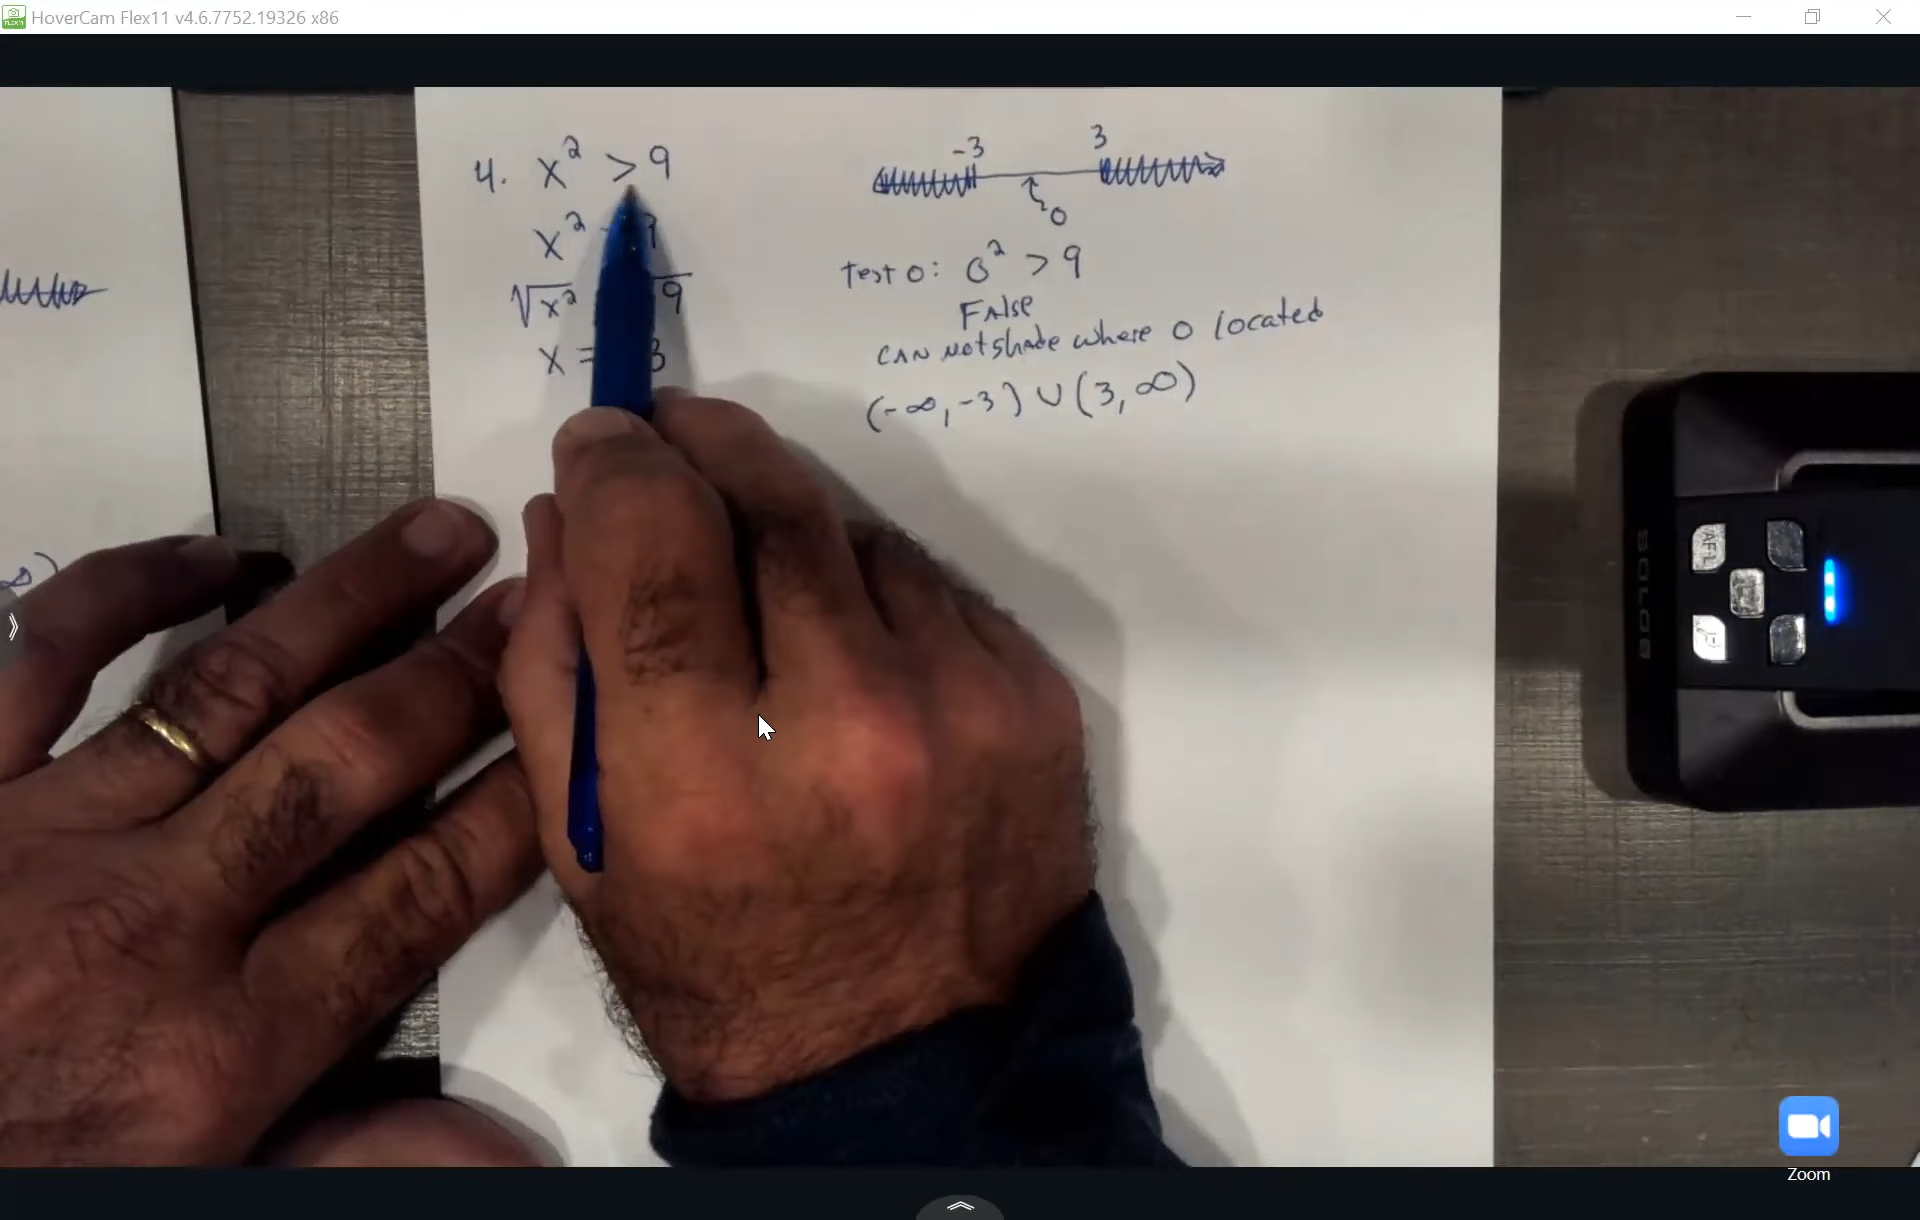 HoverCam Flex11 v4.6.7752.19326 x86
4. x² > 9
x²
√x² 9
x = 3
-3 3
0
Test 0: 0² > 9
False
CAN not shade where 0 located
(-∞, -3) ∪ (3, ∞)
∞)
Zoom